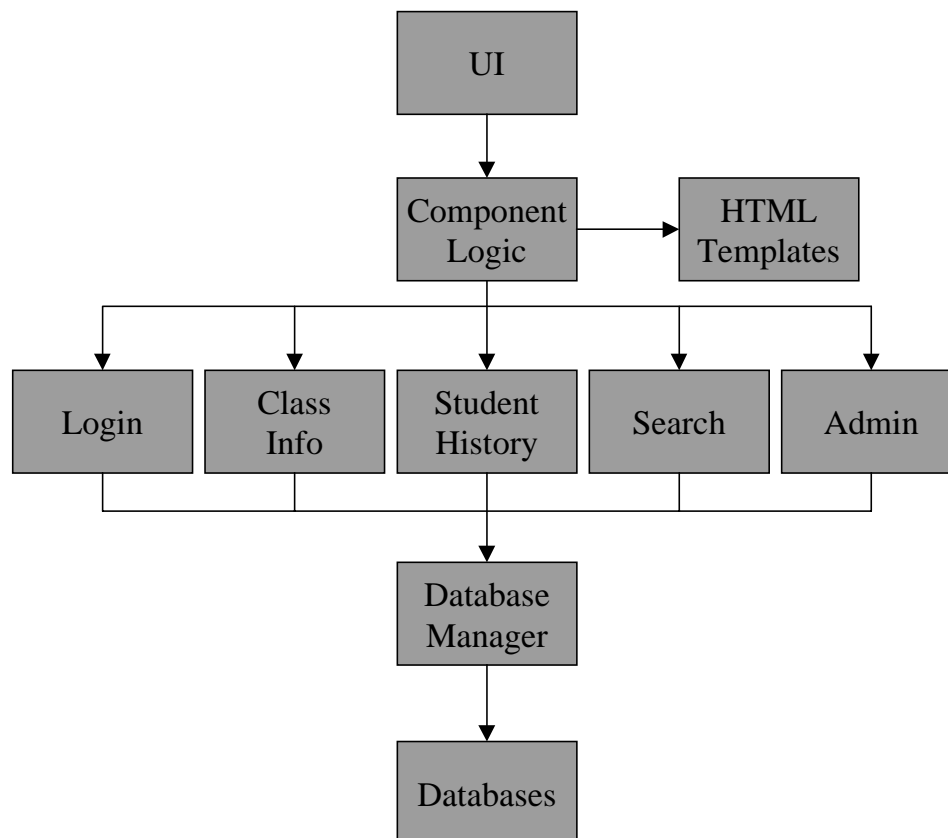 UI
Component
Logic
HTML
Templates
Login
Class
Info
Student
History
Search
Admin
Database
Manager
Databases